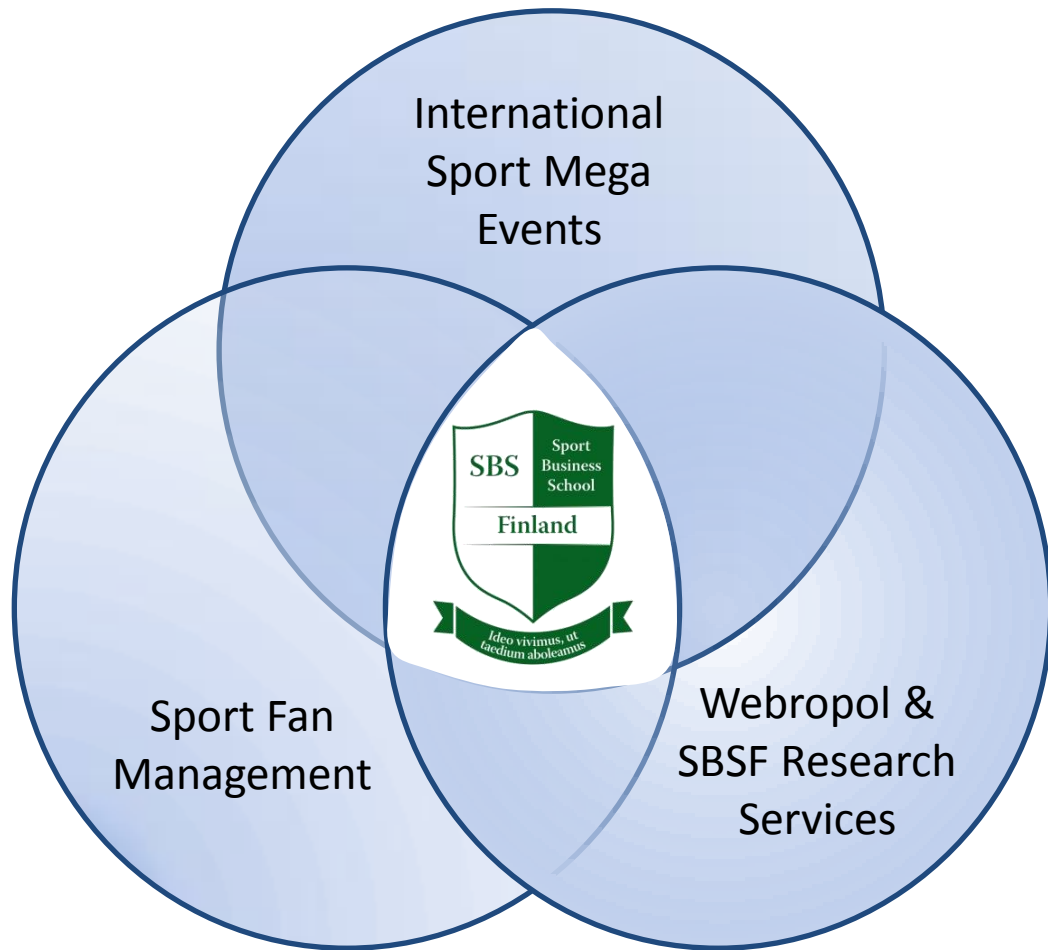 International
Sport Mega
Events
SBS
Sport
Business
School
Finland
Ideo vivimus, ut
taedium aboleamus
Sport Fan
Management
Webropol &
SBSF Research
Services